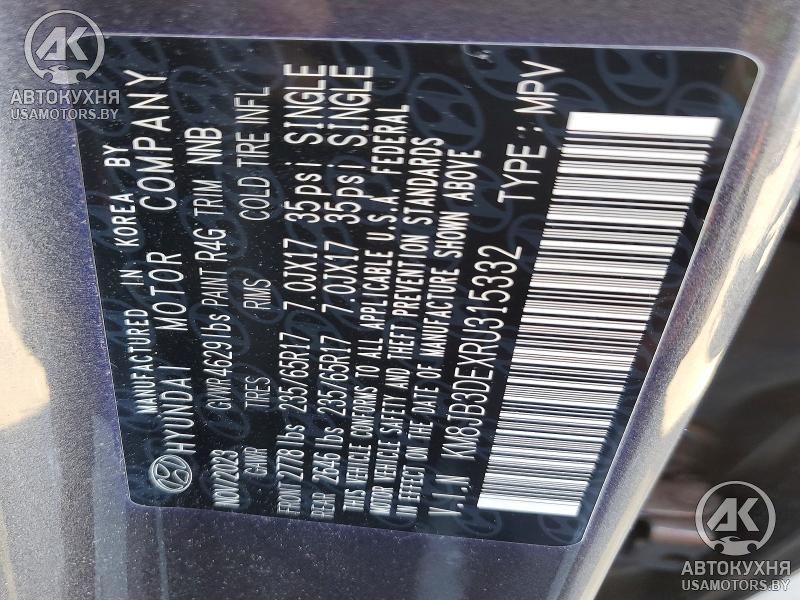 MANUFACTURED IN KOREA BY
HYUNDAI MOTOR COMPANY
NOV/2023 GVWR 4629 lbs PAINT R4G TRIM NNB
GAWR TIRES RIMS COLD TIRE INFL
FRONT 2778 lbs 235/65R17 7.0JX17 35psi SINGLE
REAR 2646 lbs 235/65R17 7.0JX17 35psi SINGLE
THIS VEHICLE CONFORMS TO ALL APPLICABLE U.S.A. FEDERAL
MOTOR VEHICLE SAFETY AND THEFT PREVENTION STANDARDS
IN EFFECT ON THE DATE OF MANUFACTURE SHOWN ABOVE
V.I.N KM8JB3DEXRU315332 TYPE : MPV
АК
АВТОКУХНЯ
USAMOTORS.BY
АК
АВТОКУХНЯ
USAMOTORS.BY